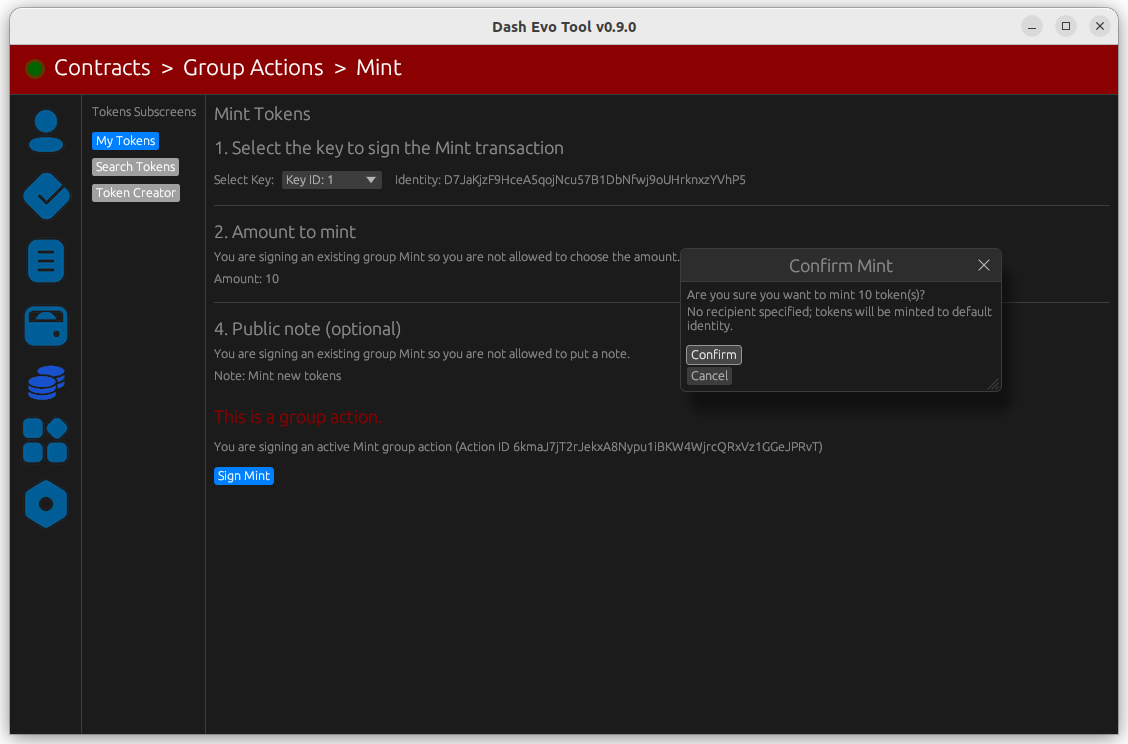 Dash Evo Tool v0.9.0
Contracts > Group Actions > Mint
Tokens Subscreens
My Tokens
Search Tokens
Token Creator
Mint Tokens
1. Select the key to sign the Mint transaction
Select Key: Key ID: 1 Identity: D7JaKjzF9HceA5qojNcu57B1DbNfwj9oUHrknxzYVhP5
2. Amount to mint
You are signing an existing group Mint so you are not allowed to choose the amount.
Amount: 10
4. Public note (optional)
You are signing an existing group Mint so you are not allowed to put a note.
Note: Mint new tokens
This is a group action.
You are signing an active Mint group action (Action ID 6kmaJ7jT2rJekxA8Nypu1iBKW4WjrcQRxVz1GGeJPRvT)
Sign Mint
Confirm Mint
Are you sure you want to mint 10 token(s)?
No recipient specified; tokens will be minted to default
identity.
Confirm
Cancel